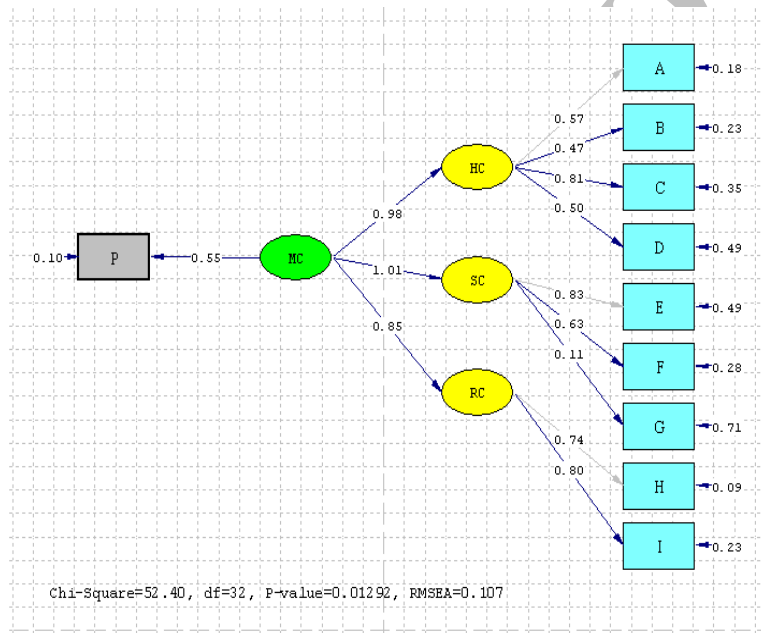 A
0.18
0.57
B
0.23
0.47
HC
0.81
C
0.35
0.98
0.50
D
0.49
0.10
P
0.55
MC
1.01
SC
0.83
E
0.49
0.63
0.85
0.11
F
0.28
RC
G
0.71
0.74
0.80
H
0.09
I
0.23
Chi-Square=52.40, df=32, P-value=0.01292, RMSEA=0.107